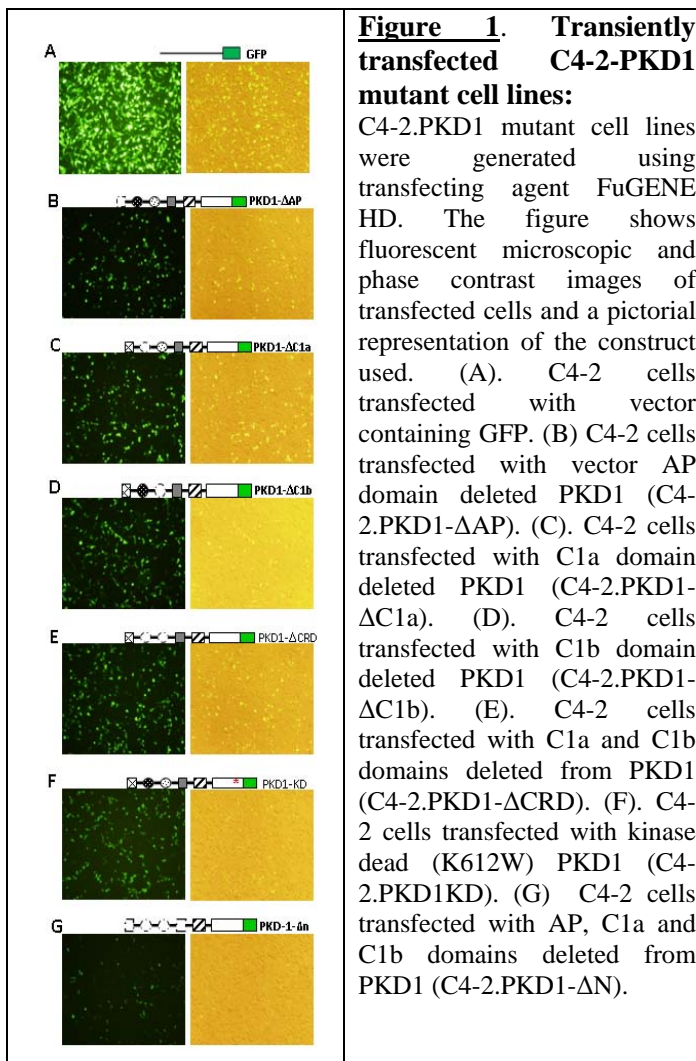 A
GFP
B
PKD1-ΔAP
C
PKD1-ΔC1a
D
PKD1-ΔC1b
E
PKD1-ΔCRD
F
*
PKD1-KD
G
PKD-1-Δn
Figure 1. Transiently
transfected C4-2-PKD1
mutant cell lines:
C4-2.PKD1 mutant cell lines
were generated using
transfecting agent FuGENE
HD. The figure shows
fluorescent microscopic and
phase contrast images of
transfected cells and a pictorial
representation of the construct
used. (A). C4-2 cells
transfected with vector
containing GFP. (B) C4-2 cells
transfected with vector AP
domain deleted PKD1 (C4-
2.PKD1-ΔAP). (C). C4-2 cells
transfected with C1a domain
deleted PKD1 (C4-2.PKD1-
ΔC1a). (D). C4-2 cells
transfected with C1b domain
deleted PKD1 (C4-2.PKD1-
ΔC1b). (E). C4-2 cells
transfected with C1a and C1b
domains deleted from PKD1
(C4-2.PKD1-ΔCRD). (F). C4-
2 cells transfected with kinase
dead (K612W) PKD1 (C4-
2.PKD1KD). (G) C4-2 cells
transfected with AP, C1a and
C1b domains deleted from
PKD1 (C4-2.PKD1-ΔN).